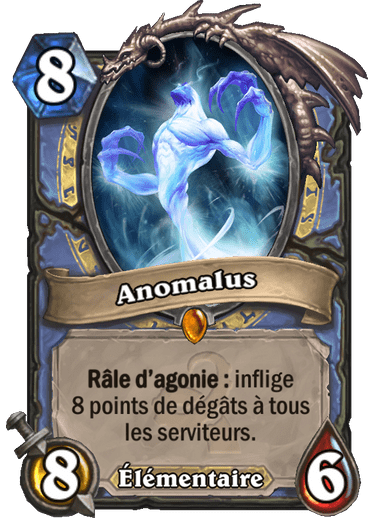 8
Anomalus
Râle d’agonie : inflige
8 points de dégâts à tous
les serviteurs.
8
Élémentaire
6